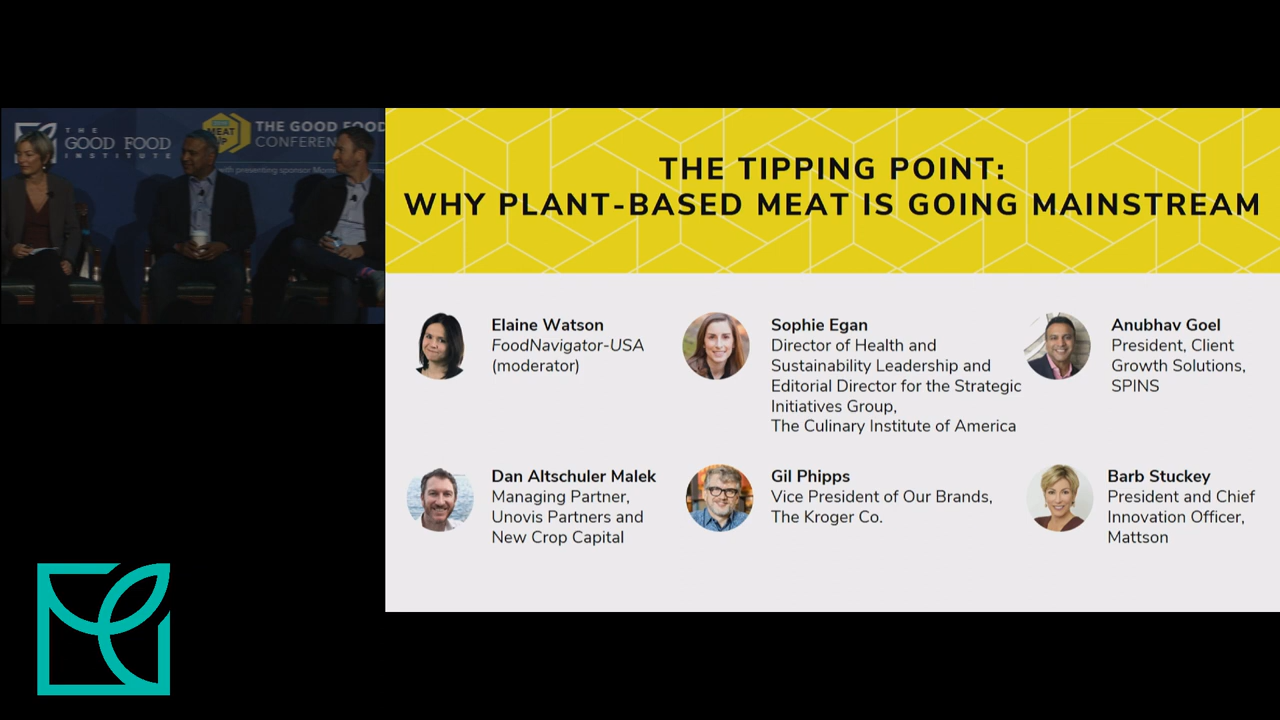 THE
GOOD FOOD
INSTITUTE
MEAT
THE GOOD FOOD
CONFEREN
with presenting sponsor
THE TIPPING POINT:
WHY PLANT-BASED MEAT IS GOING MAINSTREAM
Elaine Watson
FoodNavigator-USA
(moderator)
Sophie Egan
Director of Health and
Sustainability Leadership and
Editorial Director for the Strategic
Initiatives Group,
The Culinary Institute of America
Anubhav Goel
President, Client
Growth Solutions,
SPINS
Dan Altschuler Malek
Managing Partner,
Unovis Partners and
New Crop Capital
Gil Phipps
Vice President of Our Brands,
The Kroger Co.
Barb Stuckey
President and Chief
Innovation Officer,
Mattson